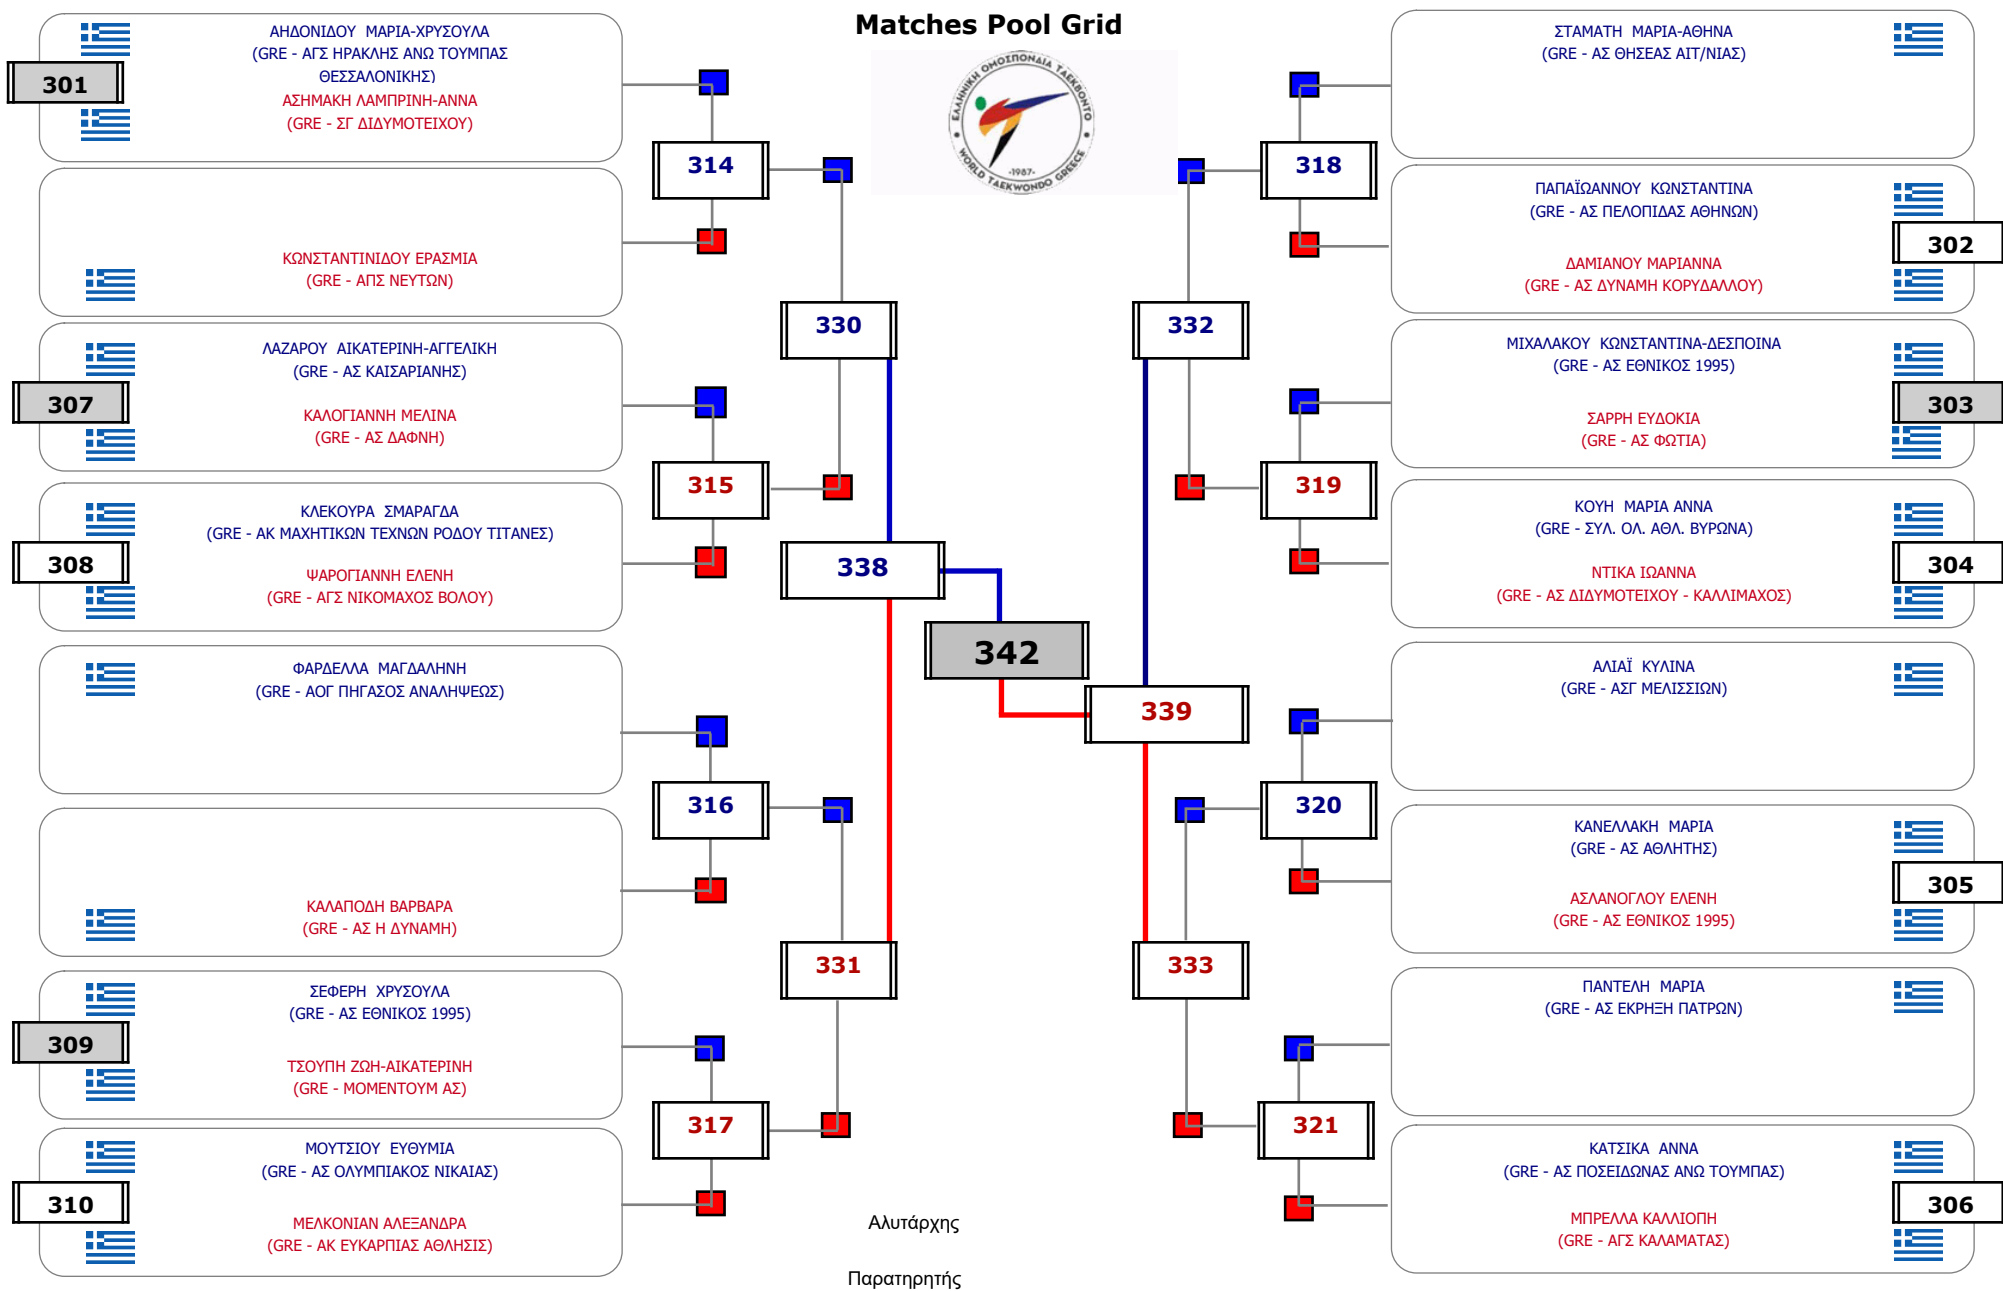 Matches Pool Grid
ΕΛΛΗΝΙΚΗ ΟΜΟΣΠΟΝΔΙΑ ΤΑΕΚΒΟΝΤΟ
·1987·
WORLD TAEKWONDO GREECE
ΑΗΔΟΝΙΔΟΥ ΜΑΡΙΑ-ΧΡΥΣΟΥΛΑ
(GRE - ΑΓΣ ΗΡΑΚΛΗΣ ΑΝΩ ΤΟΥΜΠΑΣ
ΘΕΣΣΑΛΟΝΙΚΗΣ)
301
ΑΣΗΜΑΚΗ ΛΑΜΠΡΙΝΗ-ΑΝΝΑ
(GRE - ΣΓ ΔΙΔΥΜΟΤΕΙΧΟΥ)
314
ΚΩΝΣΤΑΝΤΙΝΙΔΟΥ ΕΡΑΣΜΙΑ
(GRE - ΑΠΣ ΝΕΥΤΩΝ)
330
ΛΑΖΑΡΟΥ ΑΙΚΑΤΕΡΙΝΗ-ΑΓΓΕΛΙΚΗ
(GRE - ΑΣ ΚΑΙΣΑΡΙΑΝΗΣ)
307
ΚΑΛΟΓΙΑΝΝΗ ΜΕΛΙΝΑ
(GRE - ΑΣ ΔΑΦΝΗ)
315
ΚΛΕΚΟΥΡΑ ΣΜΑΡΑΓΔΑ
(GRE - ΑΚ ΜΑΧΗΤΙΚΩΝ ΤΕΧΝΩΝ ΡΟΔΟΥ ΤΙΤΑΝΕΣ)
308
ΨΑΡΟΓΙΑΝΝΗ ΕΛΕΝΗ
(GRE - ΑΓΣ ΝΙΚΟΜΑΧΟΣ ΒΟΛΟΥ)
338
342
ΦΑΡΔΕΛΛΑ ΜΑΓΔΑΛΗΝΗ
(GRE - ΑΟΓ ΠΗΓΑΣΟΣ ΑΝΑΛΗΨΕΩΣ)
316
ΚΑΛΑΠΟΔΗ ΒΑΡΒΑΡΑ
(GRE - ΑΣ Η ΔΥΝΑΜΗ)
331
ΣΕΦΕΡΗ ΧΡΥΣΟΥΛΑ
(GRE - ΑΣ ΕΘΝΙΚΟΣ 1995)
309
ΤΣΟΥΠΗ ΖΩΗ-ΑΙΚΑΤΕΡΙΝΗ
(GRE - ΜΟΜΕΝΤΟΥΜ ΑΣ)
317
ΜΟΥΤΣΙΟΥ ΕΥΘΥΜΙΑ
(GRE - ΑΣ ΟΛΥΜΠΙΑΚΟΣ ΝΙΚΑΙΑΣ)
310
ΜΕΛΚΟΝΙΑΝ ΑΛΕΞΑΝΔΡΑ
(GRE - ΑΚ ΕΥΚΑΡΠΙΑΣ ΑΘΛΗΣΙΣ)
ΣΤΑΜΑΤΗ ΜΑΡΙΑ-ΑΘΗΝΑ
(GRE - ΑΣ ΘΗΣΕΑΣ ΑΙΤ/ΝΙΑΣ)
318
ΠΑΠΑΪΩΑΝΝΟΥ ΚΩΝΣΤΑΝΤΙΝΑ
(GRE - ΑΣ ΠΕΛΟΠΙΔΑΣ ΑΘΗΝΩΝ)
302
ΔΑΜΙΑΝΟΥ ΜΑΡΙΑΝΝΑ
(GRE - ΑΣ ΔΥΝΑΜΗ ΚΟΡΥΔΑΛΛΟΥ)
332
ΜΙΧΑΛΑΚΟΥ ΚΩΝΣΤΑΝΤΙΝΑ-ΔΕΣΠΟΙΝΑ
(GRE - ΑΣ ΕΘΝΙΚΟΣ 1995)
303
ΣΑΡΡΗ ΕΥΔΟΚΙΑ
(GRE - ΑΣ ΦΩΤΙΑ)
319
ΚΟΥΗ ΜΑΡΙΑ ΑΝΝΑ
(GRE - ΣΥΛ. ΟΛ. ΑΘΛ. ΒΥΡΩΝΑ)
304
ΝΤΙΚΑ ΙΩΑΝΝΑ
(GRE - ΑΣ ΔΙΔΥΜΟΤΕΙΧΟΥ - ΚΑΛΛΙΜΑΧΟΣ)
339
ΑΛΙΑΪ ΚΥΛΙΝΑ
(GRE - ΑΣΓ ΜΕΛΙΣΣΙΩΝ)
320
ΚΑΝΕΛΛΑΚΗ ΜΑΡΙΑ
(GRE - ΑΣ ΑΘΛΗΤΗΣ)
305
ΑΣΛΑΝΟΓΛΟΥ ΕΛΕΝΗ
(GRE - ΑΣ ΕΘΝΙΚΟΣ 1995)
333
ΠΑΝΤΕΛΗ ΜΑΡΙΑ
(GRE - ΑΣ ΕΚΡΗΞΗ ΠΑΤΡΩΝ)
321
ΚΑΤΣΙΚΑ ΑΝΝΑ
(GRE - ΑΣ ΠΟΣΕΙΔΩΝΑΣ ΑΝΩ ΤΟΥΜΠΑΣ)
306
ΜΠΡΕΛΛΑ ΚΑΛΛΙΟΠΗ
(GRE - ΑΓΣ ΚΑΛΑΜΑΤΑΣ)
Αλυτάρχης
Παρατηρητής